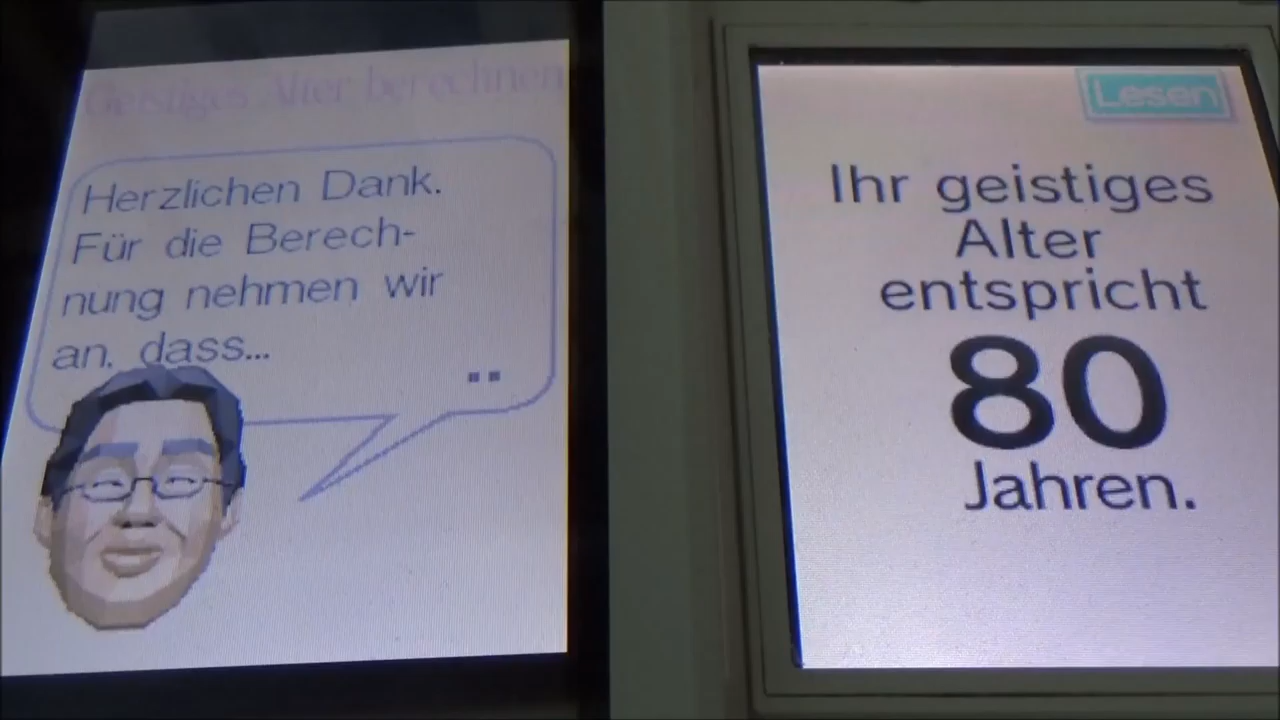 Geistiges Alter berechnen
Herzlichen Dank.
Für die Berech-
nung nehmen wir
an, dass...
Lesen
Ihr geistiges
Alter
entspricht
80
Jahren.